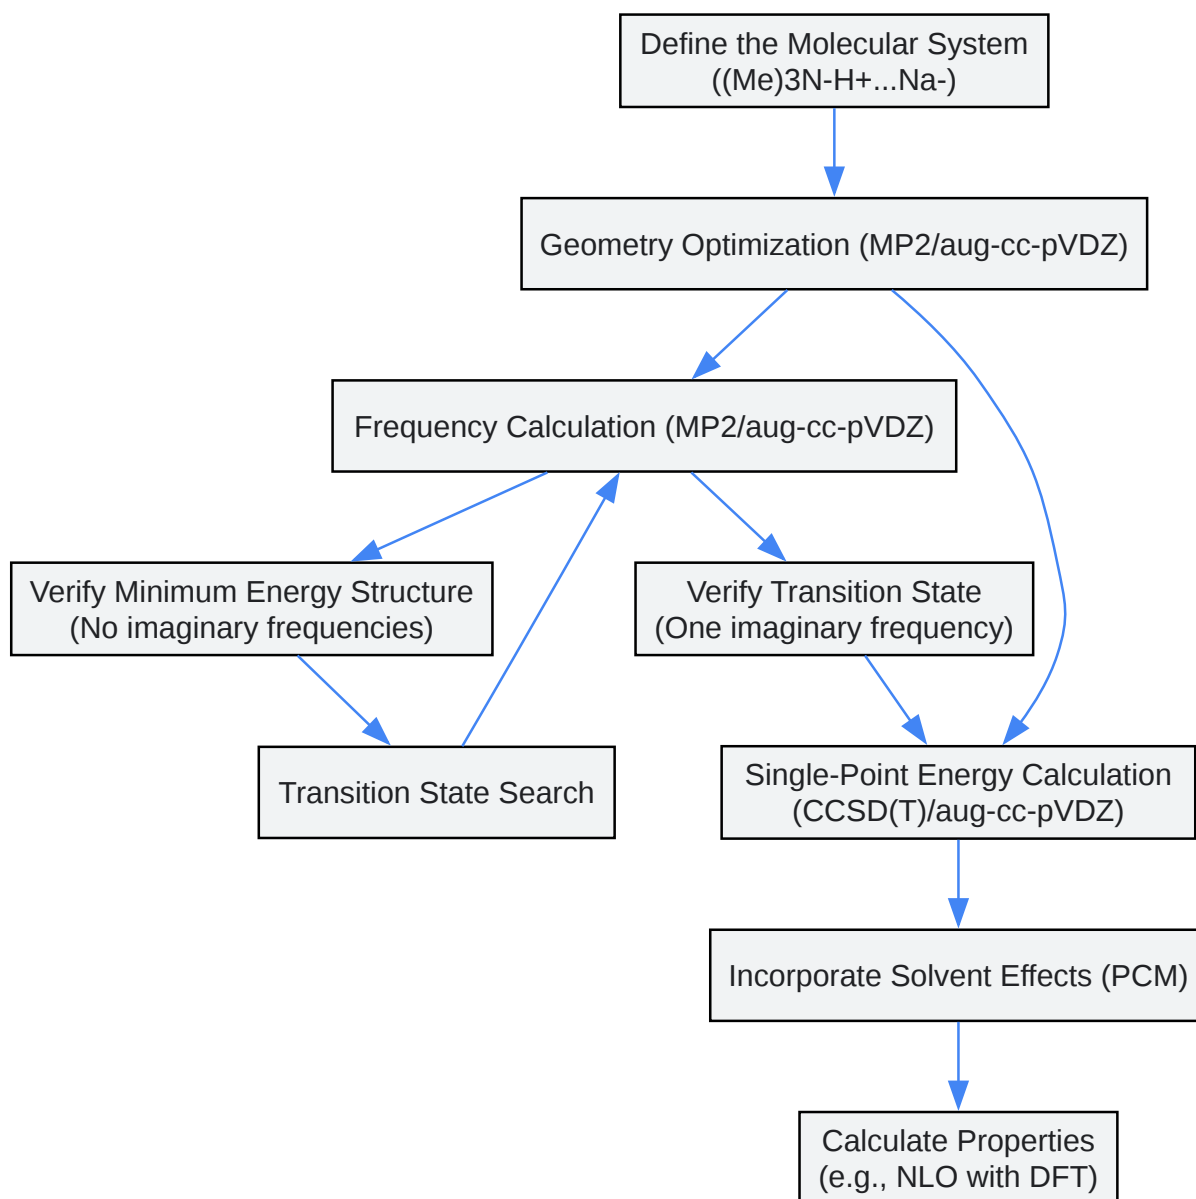 Define the Molecular System
((Me)3N-H+...Na-)
Geometry Optimization (MP2/aug-cc-pVDZ)
Frequency Calculation (MP2/aug-cc-pVDZ)
Verify Minimum Energy Structure
(No imaginary frequencies)
Verify Transition State
(One imaginary frequency)
Transition State Search
Single-Point Energy Calculation
(CCSD(T)/aug-cc-pVDZ)
Incorporate Solvent Effects (PCM)
Calculate Properties
(e.g., NLO with DFT)